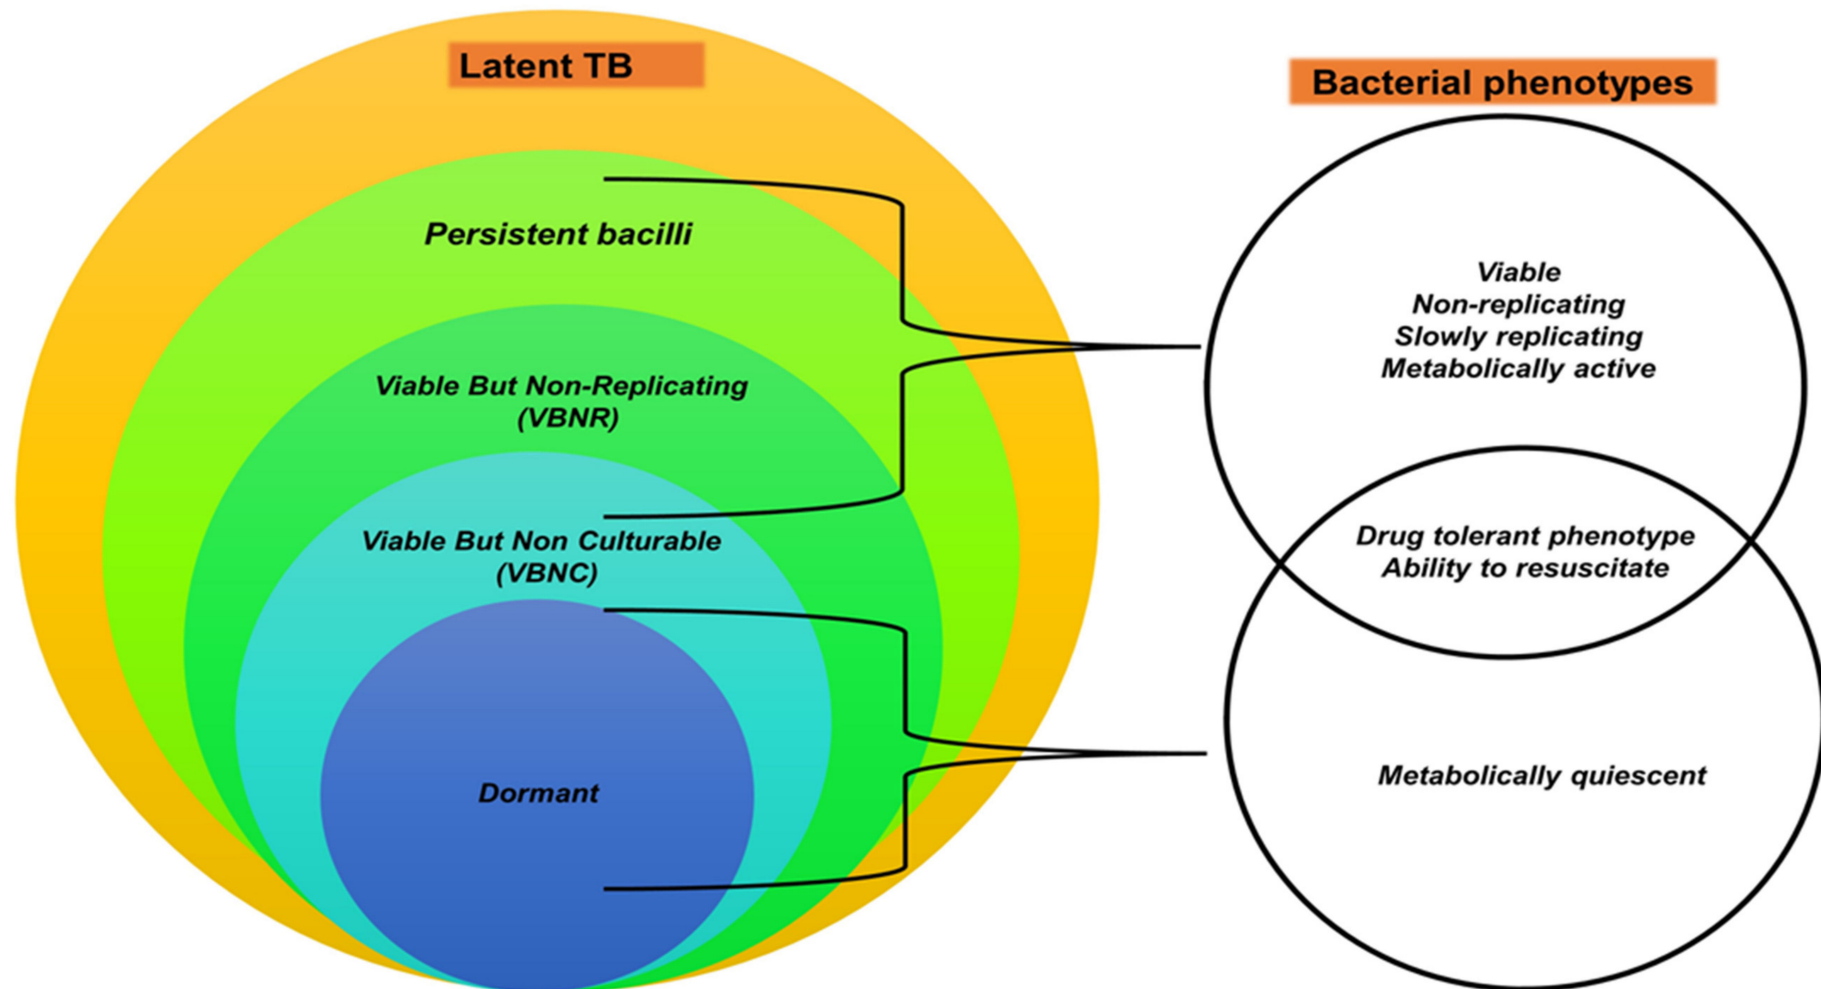 Latent TB
Persistent bacilli
Viable But Non-Replicating
(VBNR)
Viable But Non Culturable
(VBNC)
Dormant
Bacterial phenotypes
Viable
Non-replicating
Slowly replicating
Metabolically active
Drug tolerant phenotype
Ability to resuscitate
Metabolically quiescent